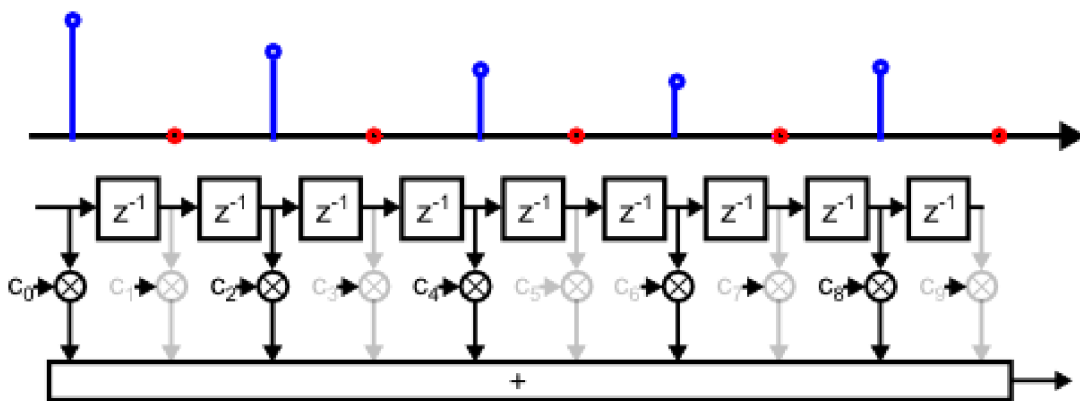 z⁻¹ z⁻¹ z⁻¹ z⁻¹ z⁻¹ z⁻¹ z⁻¹ z⁻¹ z⁻¹
C₀ C₁ C₂ C₃ C₄ C₅ C₆ C₇ C₈ C₉
+